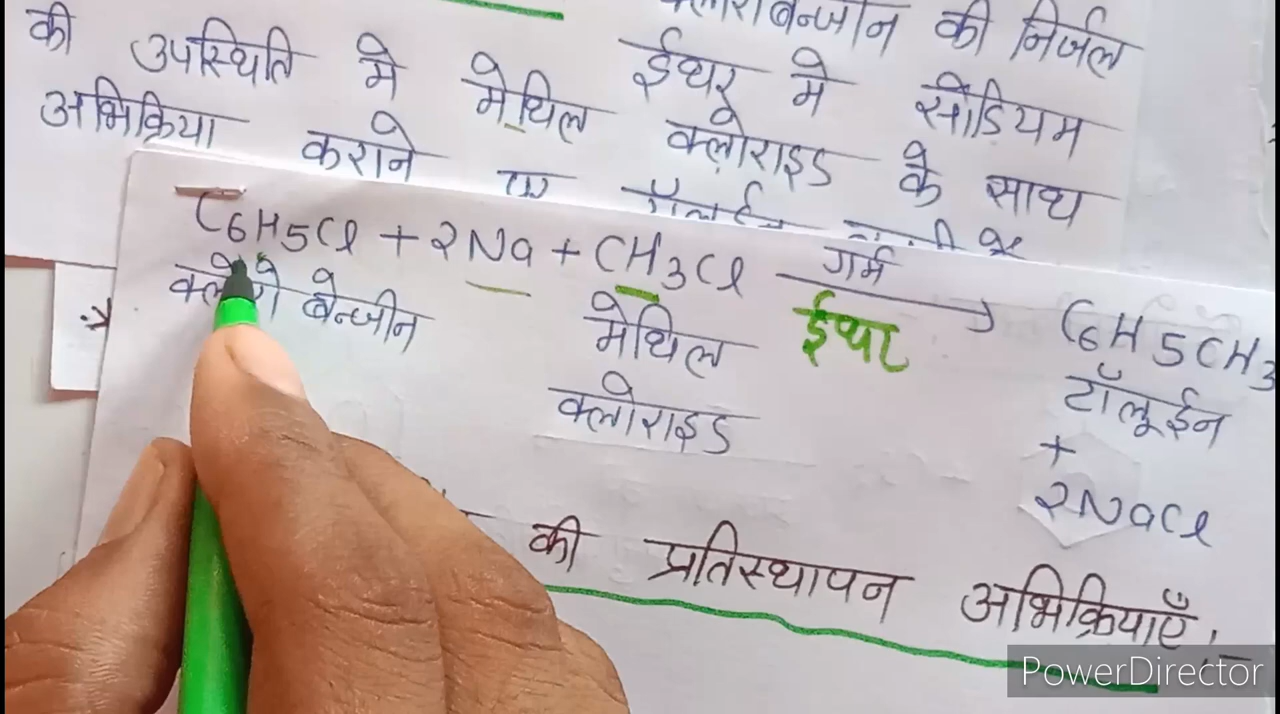 की निर्जल
की उपस्थिति मे ईथर मे सोडियम
अभिक्रिया कराने मेथिल क्लोराइड के साथ
C6H5Cl + 2Na + CH3Cl गर्म → C6H5CH3
बेन्जीन मेथिल ईथर टॉलूईन
क्लोराइड +
2NaCl
की प्रतिस्थापन अभिक्रियाएँ :-
PowerDirector